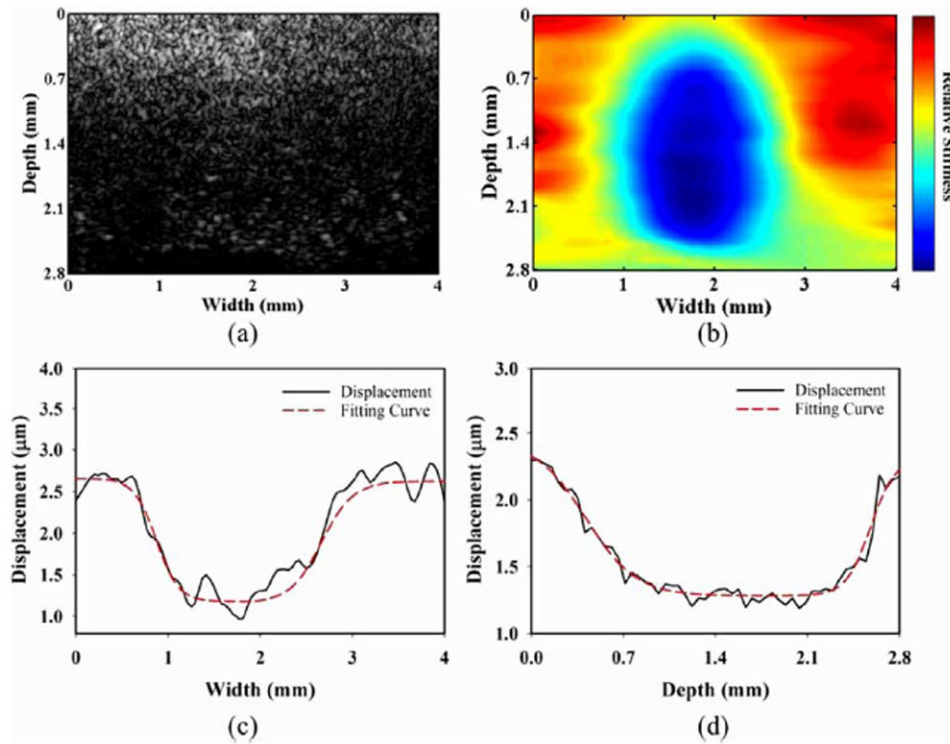 0
0.7
1.4
2.1
2.8
Depth (mm)
0 1 2 3 4
Width (mm)
(a)
0
0.7
1.4
2.1
2.8
Depth (mm)
0 1 2 3 4
Width (mm)
Relative Stiffness
(b)
4.0
3.0
2.5
2.0
1.5
1.0
Displacement (μm)
Displacement
Fitting Curve
0 1 2 3 4
Width (mm)
(c)
3.0
2.5
2.0
1.5
1.0
Displacement (μm)
Displacement
Fitting Curve
0.0 0.7 1.4 2.1 2.8
Depth (mm)
(d)